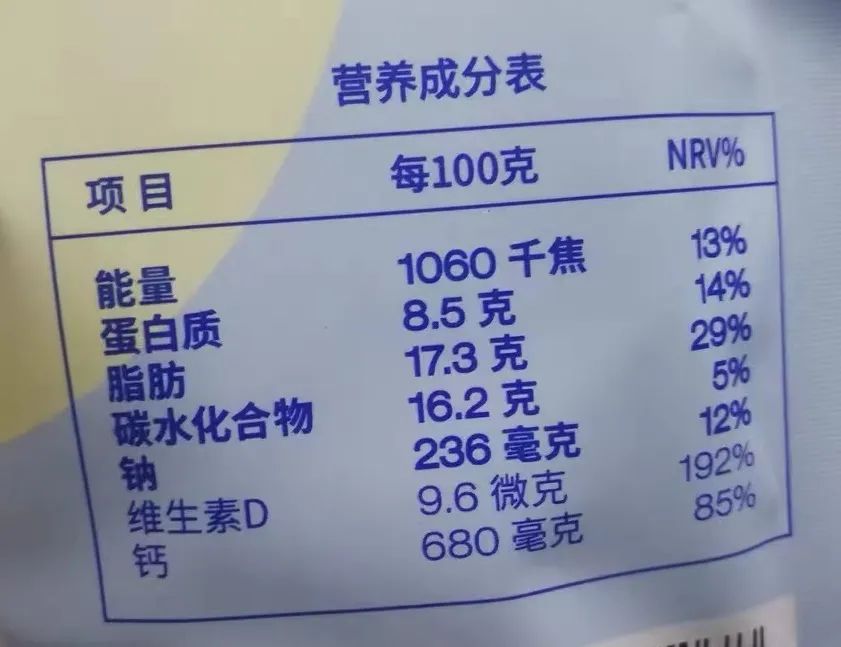 营养成分表
项目 每100克 NRV%
能量 1060 千焦 13%
蛋白质 8.5 克 14%
脂肪 17.3 克 29%
碳水化合物 16.2 克 5%
钠 236 毫克 12%
维生素D 9.6 微克 192%
钙 680 毫克 85%